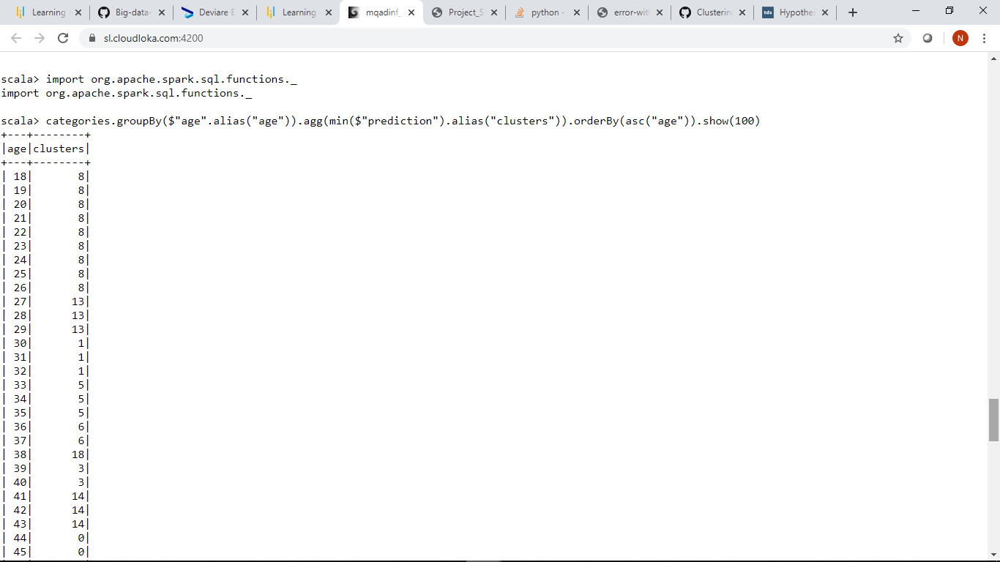 Learning
Big-data-
Deviare E
Learning
mqadinf_
Project_S
python -
error-with
Clustering
tds Hypothes
sl.cloudloka.com:4200
N
scala> import org.apache.spark.sql.functions._
import org.apache.spark.sql.functions._
scala> categories.groupBy($"age".alias("age")).agg(min($"prediction").alias("clusters")).orderBy(asc("age")).show(100)
+---+--------+
|age|clusters|
+---+--------+
| 18|       8|
| 19|       8|
| 20|       8|
| 21|       8|
| 22|       8|
| 23|       8|
| 24|       8|
| 25|       8|
| 26|       8|
| 27|      13|
| 28|      13|
| 29|      13|
| 30|       1|
| 31|       1|
| 32|       1|
| 33|       5|
| 34|       5|
| 35|       5|
| 36|       6|
| 37|       6|
| 38|      18|
| 39|       3|
| 40|       3|
| 41|      14|
| 42|      14|
| 43|      14|
| 44|       0|
| 45|       0|